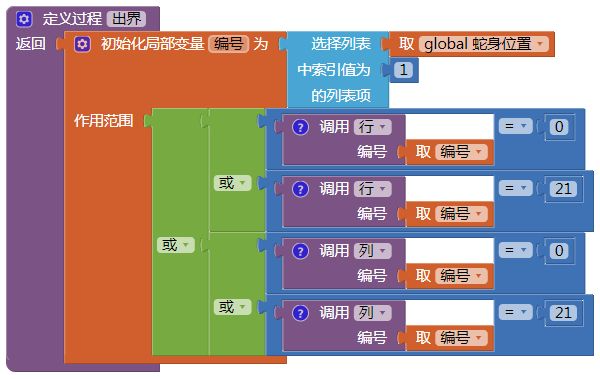 定义过程 出界
返回 初始化局部变量 编号 为 选择列表 取 global 蛇身位置
中索引值为 1
的列表项
作用范围 ? 调用 行 = 0
编号 取 编号
或 ? 调用 行 = 21
编号 取 编号
或 ? 调用 列 = 0
编号 取 编号
或 ? 调用 列 = 21
编号 取 编号